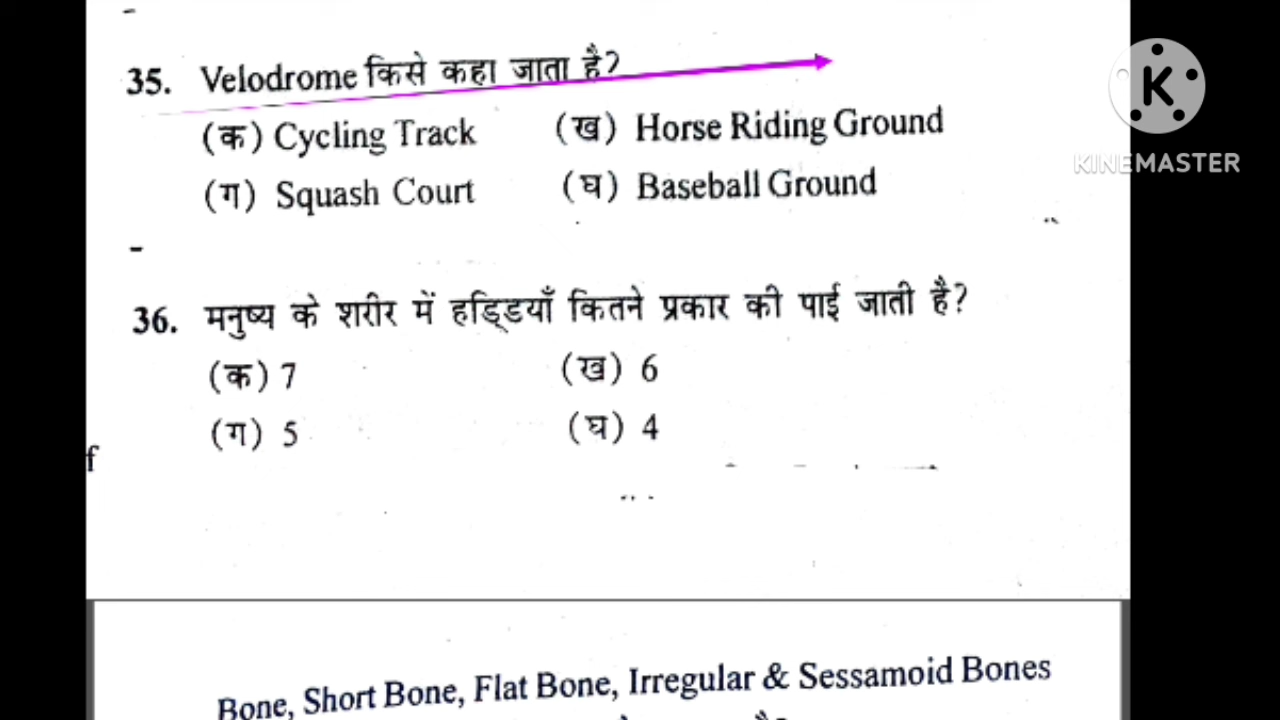 35. Velodrome किसे कहा जाता है?
(क) Cycling Track (ख) Horse Riding Ground
(ग) Squash Court (घ) Baseball Ground
KINEMASTER
36. मनुष्य के शरीर में हड्डियाँ कितने प्रकार की पाई जाती है?
(क) 7 (ख) 6
(ग) 5 (घ) 4
f
Bone, Short Bone, Flat Bone, Irregular & Sessamoid Bones